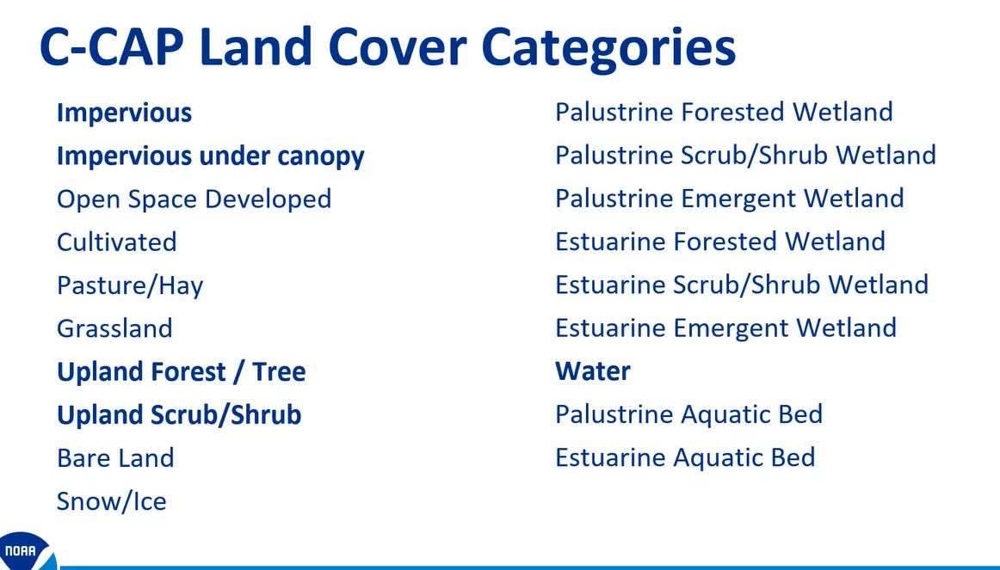 C-CAP Land Cover Categories
Impervious
Impervious under canopy
Open Space Developed
Cultivated
Pasture/Hay
Grassland
Upland Forest / Tree
Upland Scrub/Shrub
Bare Land
Snow/Ice
Palustrine Forested Wetland
Palustrine Scrub/Shrub Wetland
Palustrine Emergent Wetland
Estuarine Forested Wetland
Estuarine Scrub/Shrub Wetland
Estuarine Emergent Wetland
Water
Palustrine Aquatic Bed
Estuarine Aquatic Bed
NOAA